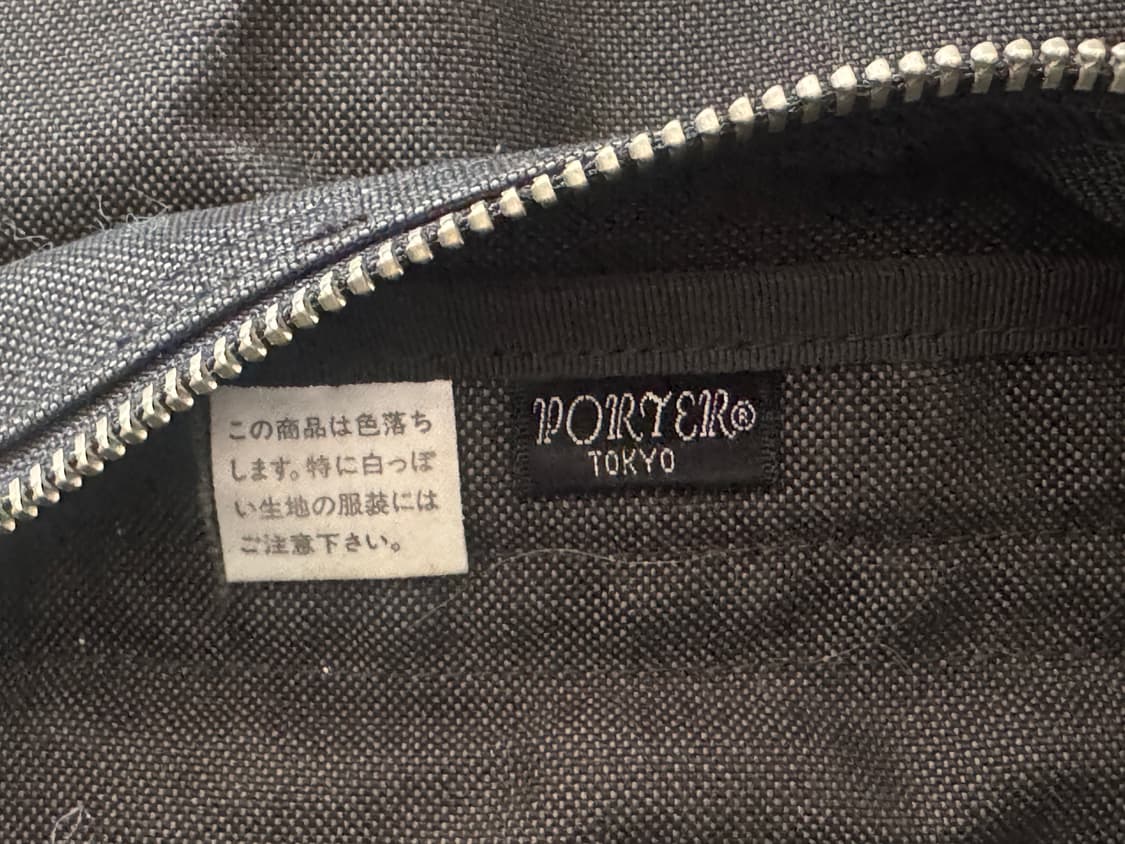 この商品は色落ち
します。特に白っぽ
い生地の服装には
ご注意下さい。
PORTER®
TOKYO